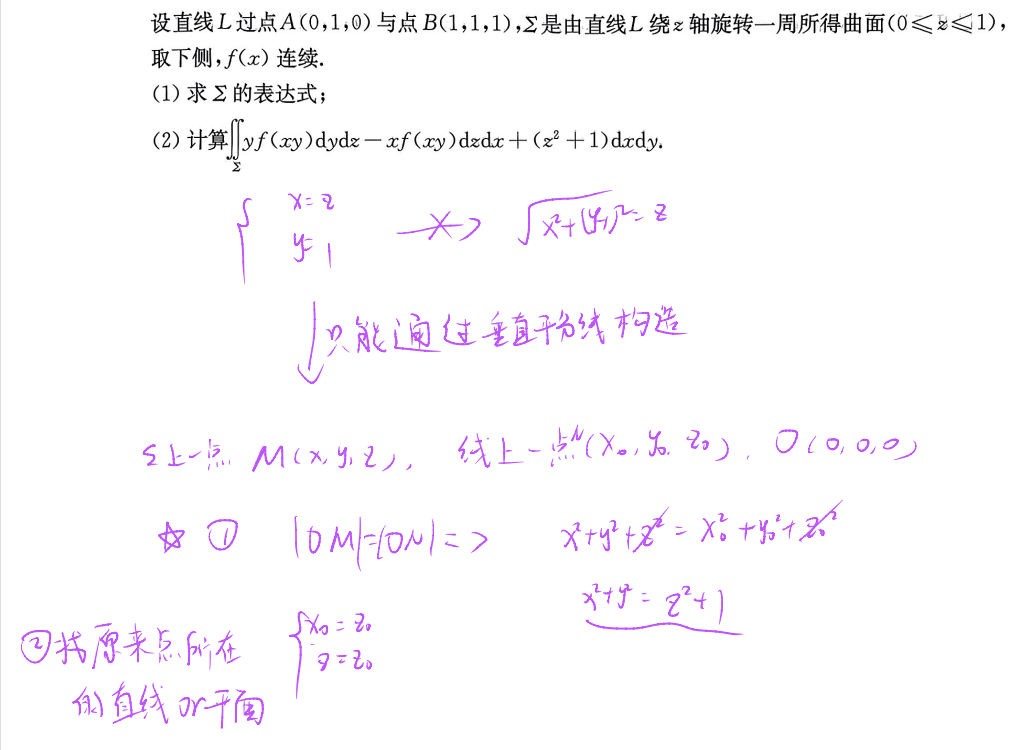 设直线L过点A(0,1,0)与点B(1,1,1),Σ是由直线L绕z轴旋转一周所得曲面(0⩽z⩽1),
取下侧,f(x)连续.
(1) 求Σ的表达式;
(2) 计算∬_Σ yf(xy)dydz-xf(xy)dzdx+(z²+1)dxdy.
{ x=z
y=1
√x²+(y-1)²=z
只能通过垂直平分线构造
Σ上一点 M(x,y,z), 线上一点N(x₀,y₀,z₀). O(0,0,0)
☆ ① |OM|=|ON| => x²+y²+z²=x₀²+y₀²+z₀²
x²+y²=z²+1
②找原来点所在 { x₀=z₀
z=z₀
的直线or平面